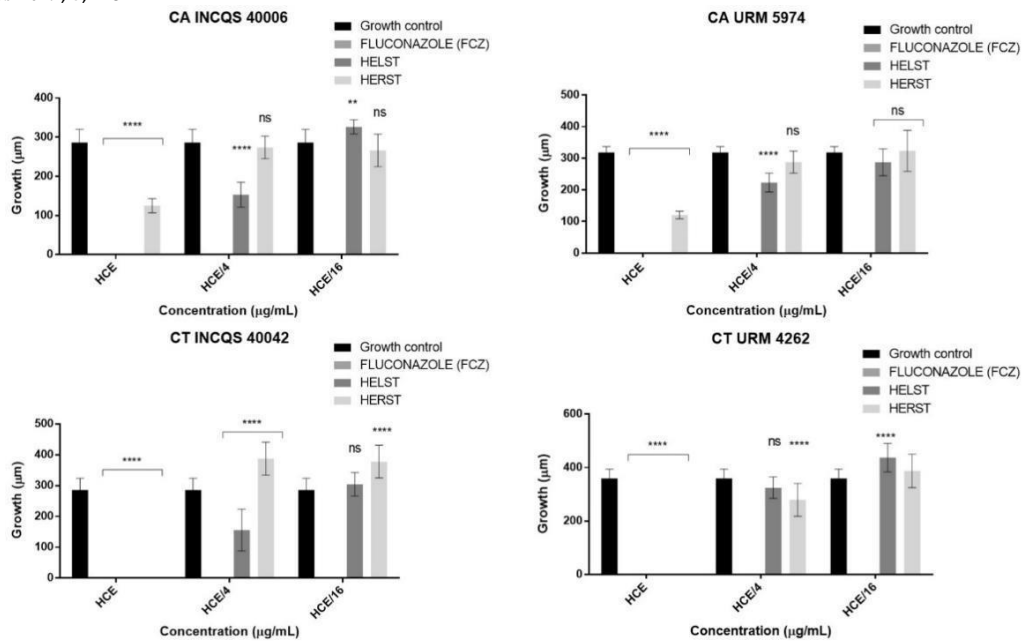 CA INCQS 40006
Growth control
FLUCONAZOLE (FCZ)
HELST
HERST
400
300
200
100
0
Growth (µm)
****
****
ns
**
ns
HCE
HCE/4
HCE/16
Concentration (µg/mL)
CA URM 5974
Growth control
FLUCONAZOLE (FCZ)
HELST
HERST
500
400
300
200
100
0
Growth (µm)
****
****
ns
ns
HCE
HCE/4
HCE/16
Concentration (µg/mL)
CT INCQS 40042
Growth control
FLUCONAZOLE (FCZ)
HELST
HERST
500
400
300
200
100
0
Growth (µm)
****
****
ns
****
HCE
HCE/4
HCE/16
Concentration (µg/mL)
CT URM 4262
Growth control
FLUCONAZOLE (FCZ)
HELST
HERST
600
400
200
0
Growth (µm)
****
ns
****
****
HCE
HCE/4
HCE/16
Concentration (µg/mL)